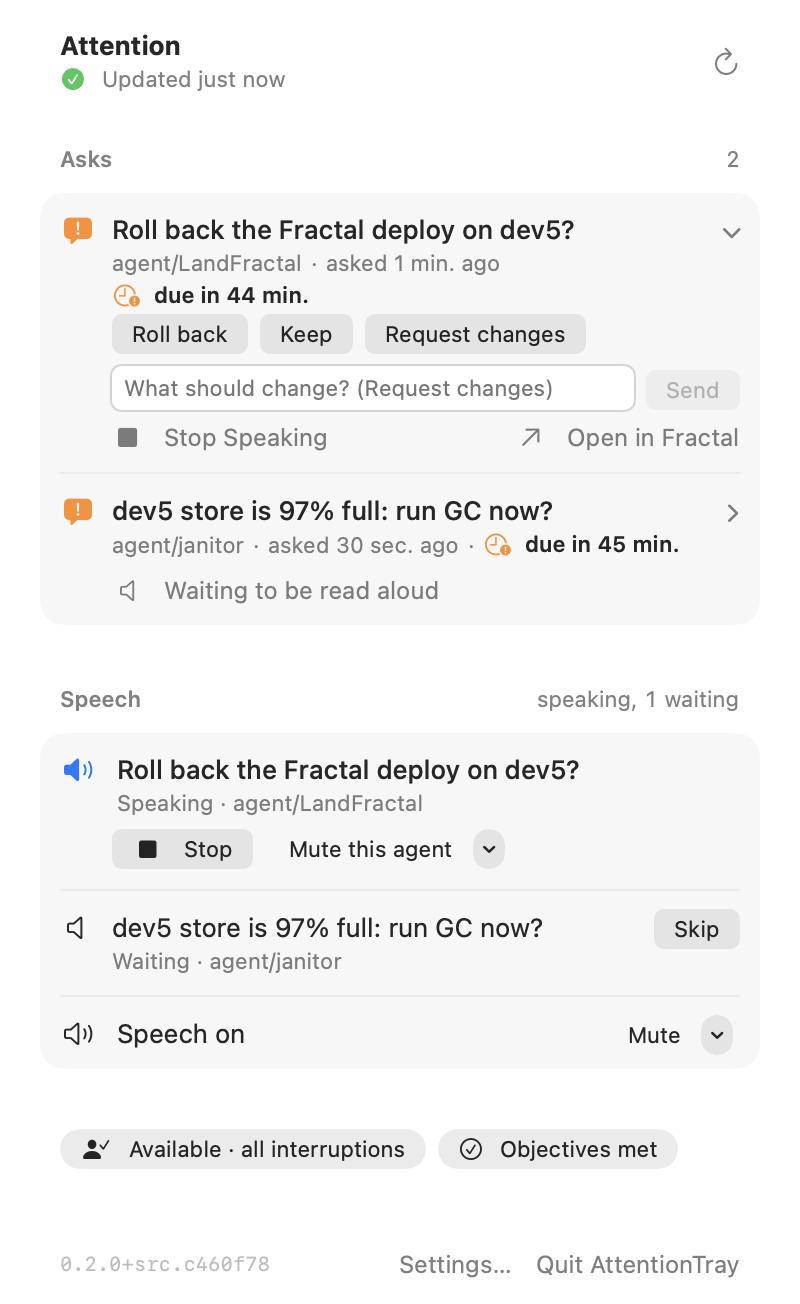 Attention
Updated just now
Asks 2
Roll back the Fractal deploy on dev5?
agent/LandFractal · asked 1 min. ago
due in 44 min.
Roll back Keep Request changes
What should change? (Request changes) Send
Stop Speaking Open in Fractal
dev5 store is 97% full: run GC now?
agent/janitor · asked 30 sec. ago · due in 45 min.
Waiting to be read aloud
Speech speaking, 1 waiting
Roll back the Fractal deploy on dev5?
Speaking · agent/LandFractal
Stop Mute this agent
dev5 store is 97% full: run GC now? Skip
Waiting · agent/janitor
Speech on Mute
Available · all interruptions Objectives met
0.2.0+src.c460f78 Settings... Quit AttentionTray